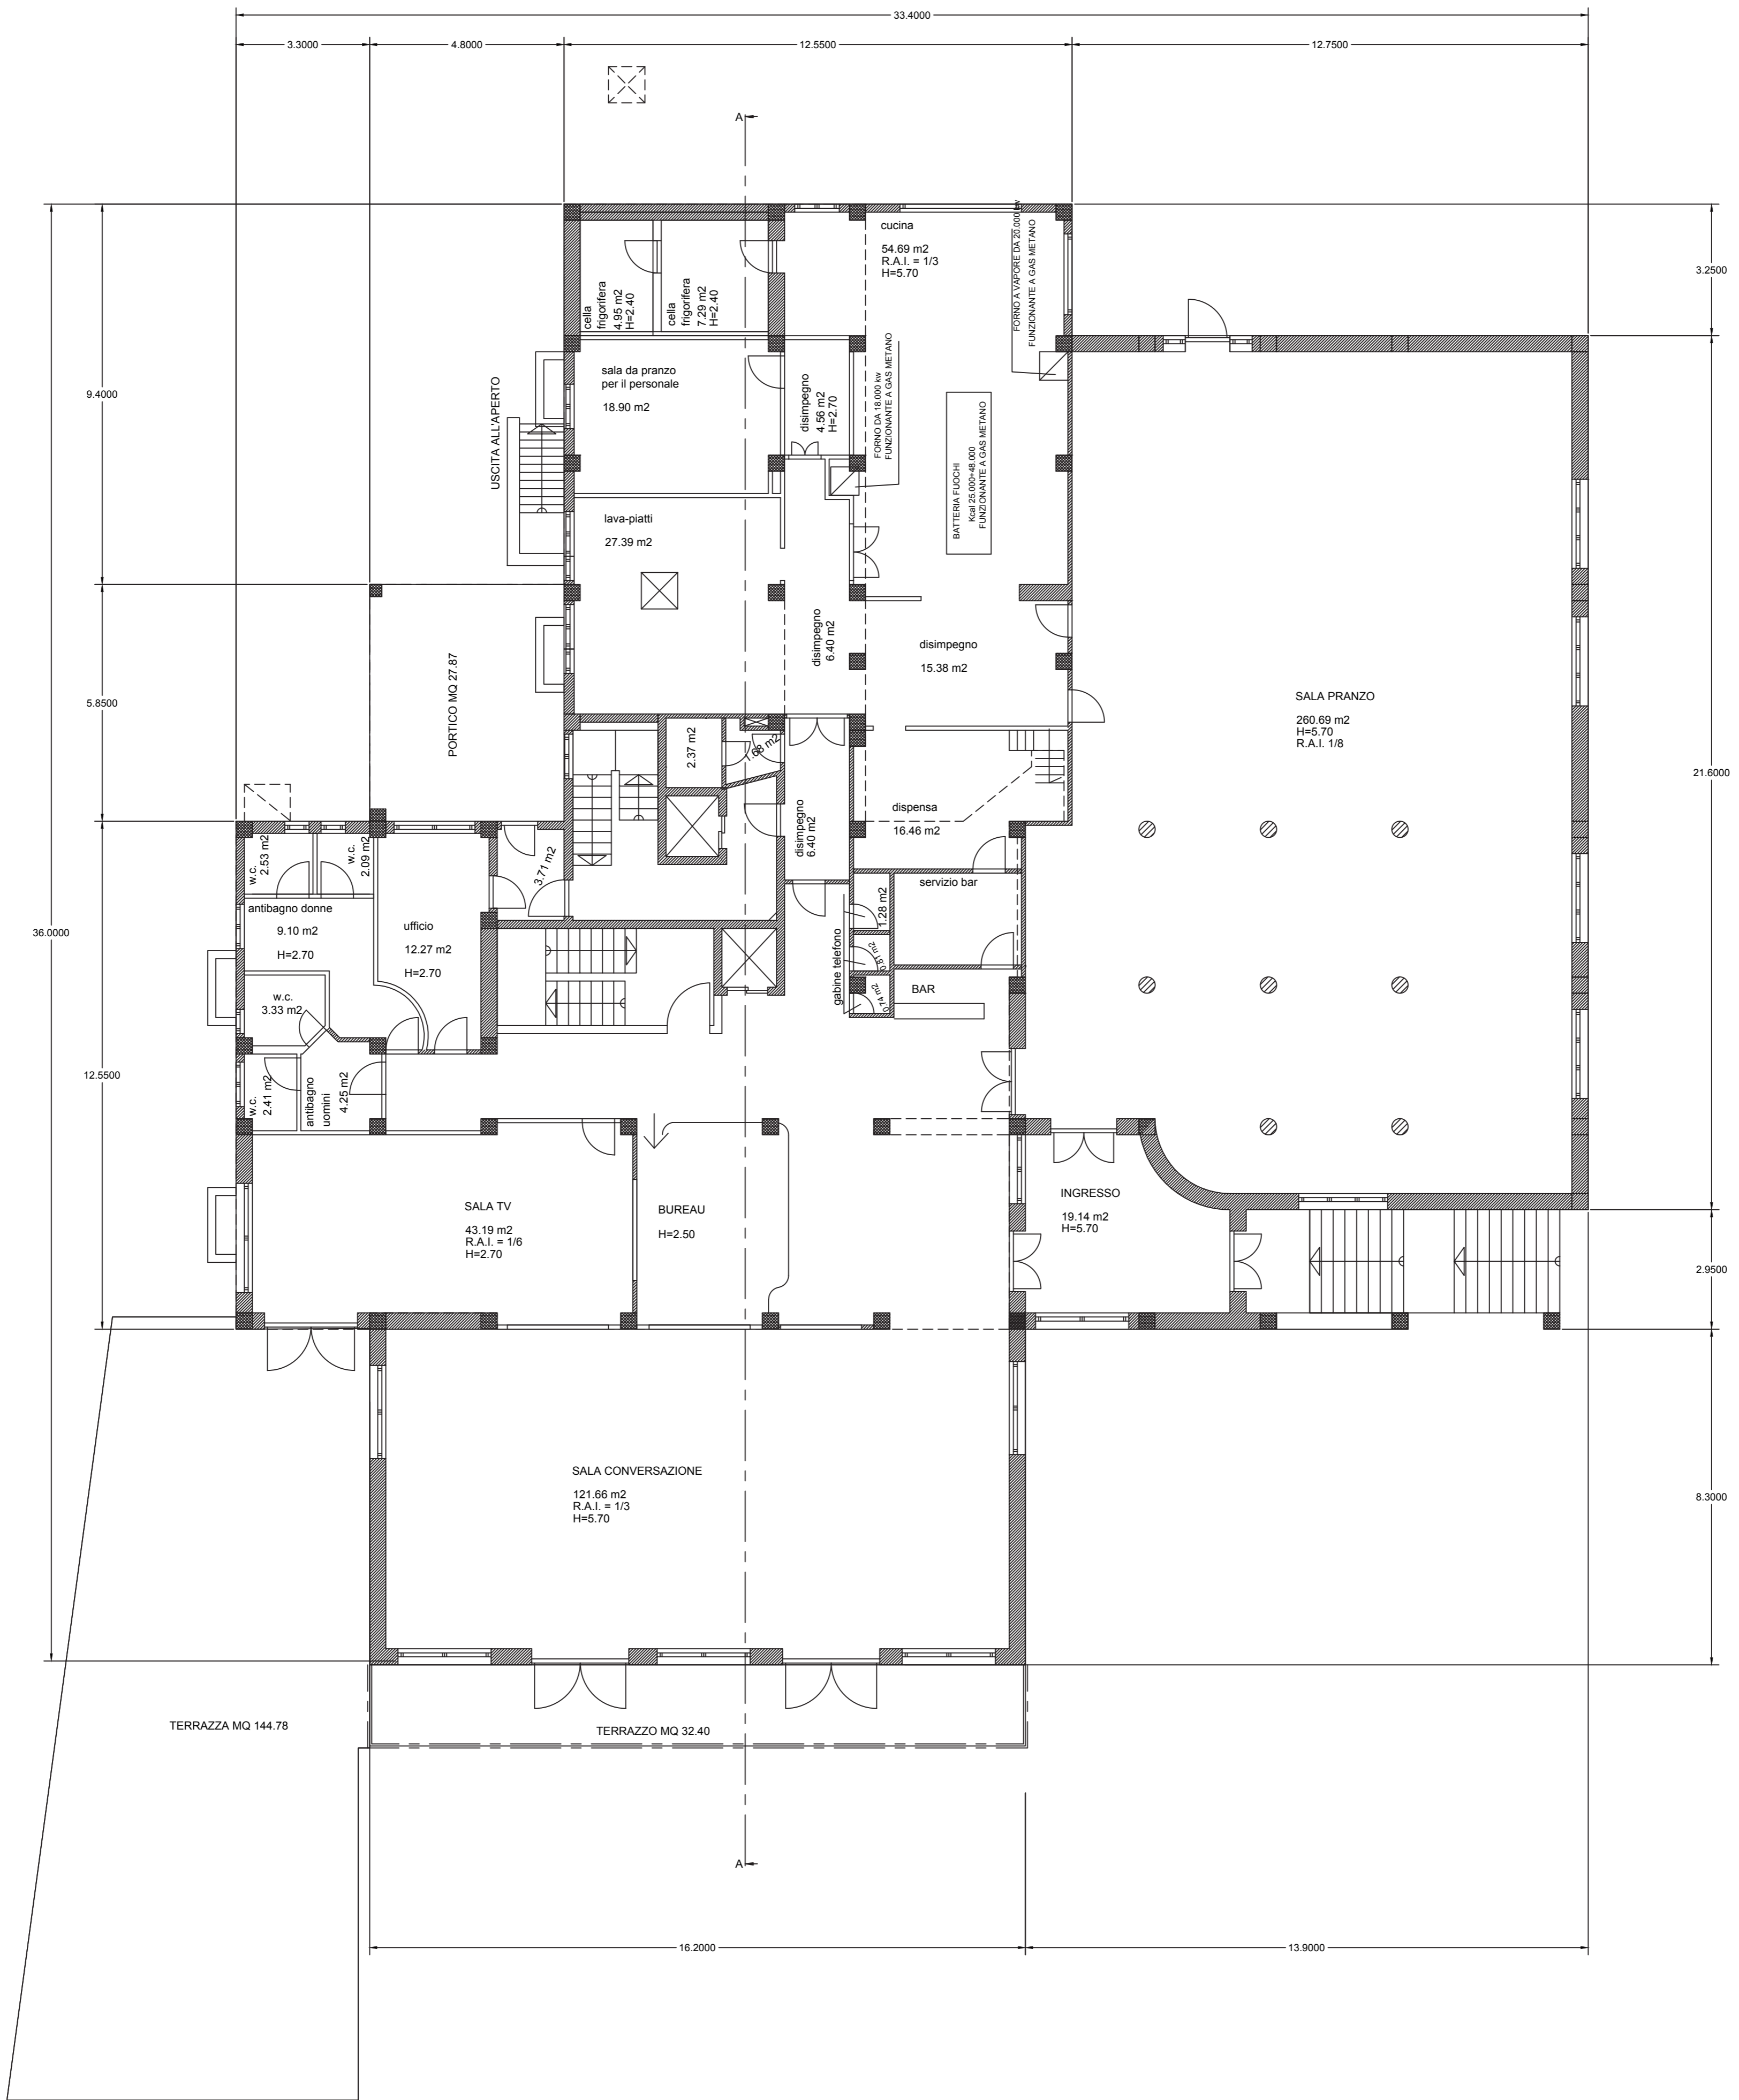 33.4000
3.3000
4.8000
12.5500
12.7500
A
cucina
54.69 m2
R.A.I. = 1/3
H=5.70
FORNO A VAPORE DA 20.000 kw
FUNZIONANTE A GAS METANO
3.2500
cella
frigorifera
4.95 m2
H=2.40
cella
frigorifera
7.29 m2
H=2.40
9.4000
USCITA ALL'APERTO
sala da pranzo
per il personale
18.90 m2
disimpegno
4.56 m2
H=2.70
FORNO DA 18.000 kw
FUNZIONANTE A GAS METANO
BATTERIA FUOCHI
Kcal 25.000+48.000
FUNZIONANTE A GAS METANO
lava-piatti
27.39 m2
disimpegno
6.40 m2
disimpegno
15.38 m2
5.8500
PORTICO MQ 27.87
SALA PRANZO
260.69 m2
H=5.70
R.A.I. 1/8
2.37 m2
1.68 m2
21.6000
disimpegno
6.40 m2
dispensa
16.46 m2
w.c.
2.53 m2
w.c.
2.09 m2
3.71 m2
servizio bar
1.28 m2
antibagno donne
9.10 m2
H=2.70
ufficio
12.27 m2
H=2.70
36.0000
gabine telefono
0.81 m2
0.74 m2
BAR
w.c.
3.33 m2
12.5500
w.c.
2.41 m2
antibagno
uomini
4.25 m2
SALA TV
43.19 m2
R.A.I. = 1/6
H=2.70
BUREAU
H=2.50
INGRESSO
19.14 m2
H=5.70
2.9500
SALA CONVERSAZIONE
121.66 m2
R.A.I. = 1/3
H=5.70
8.3000
TERRAZZA MQ 144.78
TERRAZZO MQ 32.40
A
16.2000
13.9000